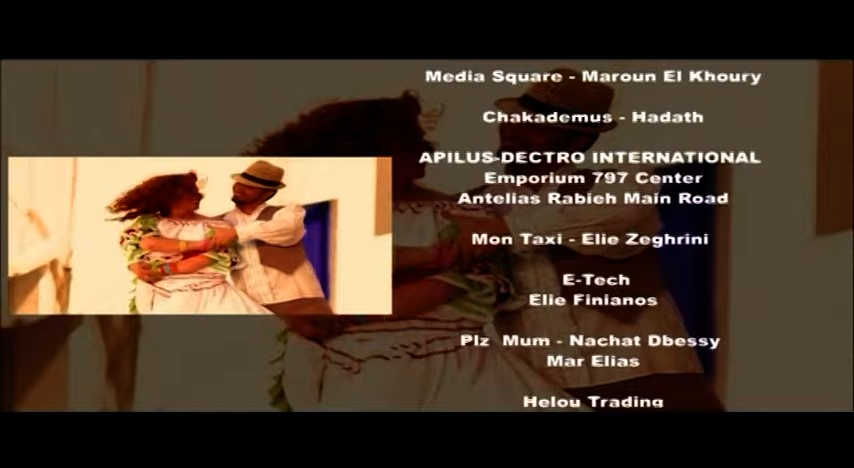 Media Square - Maroun El Khoury
Chakademus - Hadath
APILUS-DECTRO INTERNATIONAL
Emporium 797 Center
Antelias Rabieh Main Road
Mon Taxi - Elie Zeghrini
E-Tech
Elie Finianos
Plz Mum - Nachat Dbessy
Mar Elias
Helou Trading